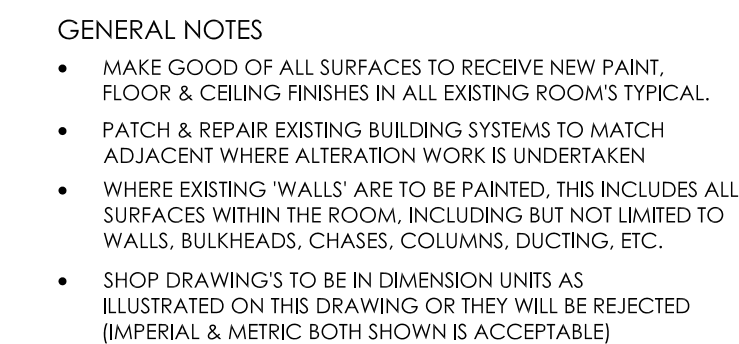 GENERAL NOTES
• MAKE GOOD OF ALL SURFACES TO RECEIVE NEW PAINT,
FLOOR & CEILING FINISHES IN ALL EXISTING ROOM'S TYPICAL.
• PATCH & REPAIR EXISTING BUILDING SYSTEMS TO MATCH
ADJACENT WHERE ALTERATION WORK IS UNDERTAKEN
• WHERE EXISTING 'WALLS' ARE TO BE PAINTED, THIS INCLUDES ALL
SURFACES WITHIN THE ROOM, INCLUDING BUT NOT LIMITED TO
WALLS, BULKHEADS, CHASES, COLUMNS, DUCTING, ETC.
• SHOP DRAWING'S TO BE IN DIMENSION UNITS AS
ILLUSTRATED ON THIS DRAWING OR THEY WILL BE REJECTED
(IMPERIAL & METRIC BOTH SHOWN IS ACCEPTABLE)